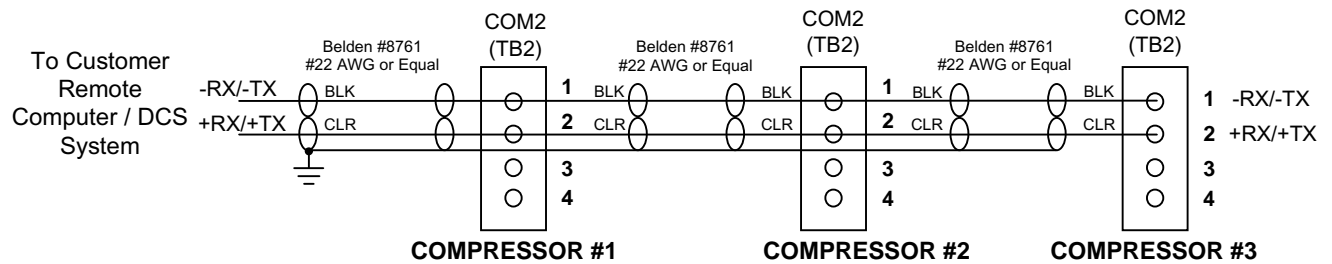 To Customer
Remote
Computer / DCS
System
-RX/-TX
+RX/+TX
Belden #8761
#22 AWG or Equal
BLK
CLR
COM2
(TB2)
1
2
3
4
COMPRESSOR #1
Belden #8761
#22 AWG or Equal
BLK
BLK
CLR
CLR
COM2
(TB2)
1
2
3
4
COMPRESSOR #2
Belden #8761
#22 AWG or Equal
BLK
BLK
CLR
CLR
COM2
(TB2)
1 -RX/-TX
2 +RX/+TX
3
4
COMPRESSOR #3